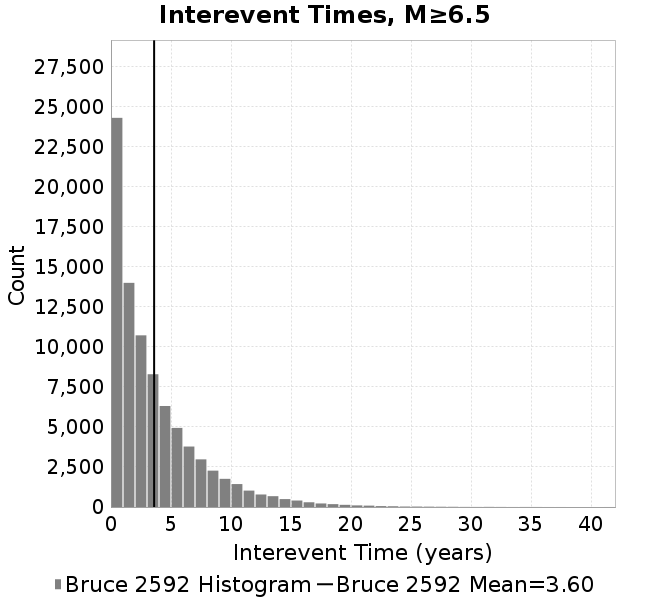 Interevent Times, M≥6.5
27,500
25,000
22,500
20,000
17,500
15,000
12,500
10,000
7,500
5,000
2,500
0
Count
0 5 10 15 20 25 30 35 40
Interevent Time (years)
Bruce 2592 Histogram Bruce 2592 Mean=3.60